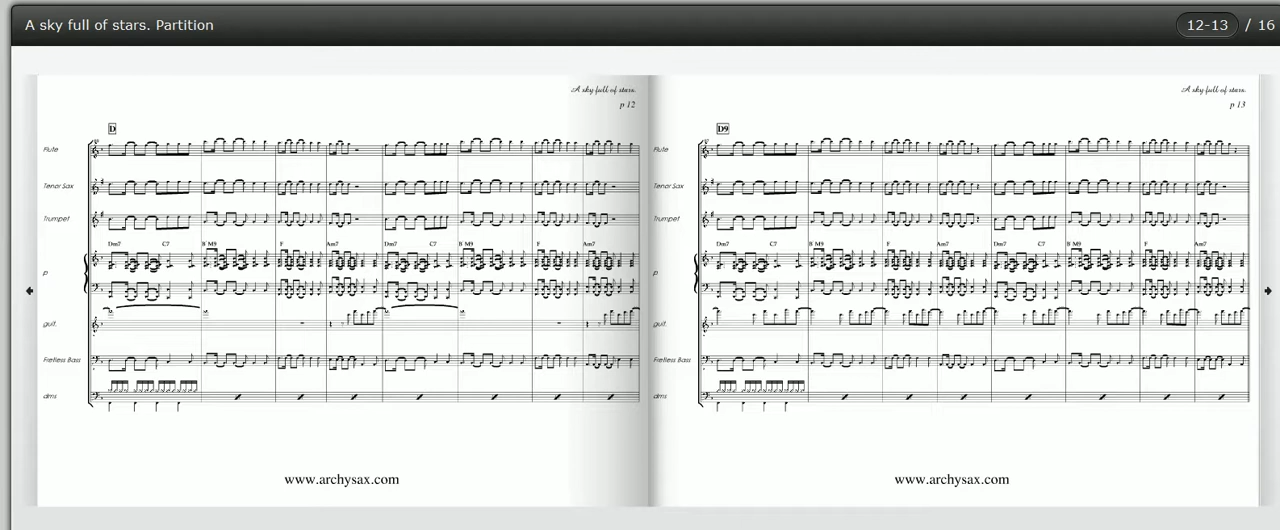 A sky full of stars. Partition
12-13 / 16
A sky full of stars.
p 12
D
Flute
Tenor Sax
Trumpet
Dm7 C7 B M9 F Am7 Dm7 C7 B M9 F Am7
p
guit.
Fretless Bass
dms
www.archysax.com
A sky full of stars.
p 13
D9
Flute
Tenor Sax
Trumpet
Dm7 C7 B M9 F Am7 Dm7 C7 B M9 F Am7
p
guit.
Fretless Bass
dms
www.archysax.com